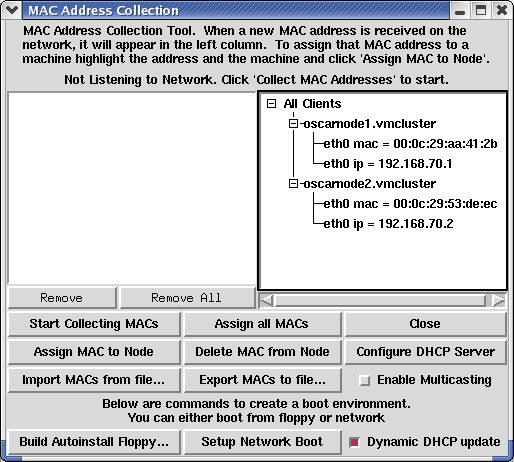 MAC Address Collection
MAC Address Collection Tool. When a new MAC address is received on the
network, it will appear in the left column. To assign that MAC address to a
machine highlight the address and the machine and click 'Assign MAC to Node'.
Not Listening to Network. Click 'Collect MAC Addresses' to start.
All Clients
oscarnode1.vmcluster
eth0 mac = 00:0c:29:aa:41:2b
eth0 ip = 192.168.70.1
oscarnode2.vmcluster
eth0 mac = 00:0c:29:53:de:ec
eth0 ip = 192.168.70.2
Remove
Remove All
Start Collecting MACs
Assign all MACs
Close
Assign MAC to Node
Delete MAC from Node
Configure DHCP Server
Import MACs from file...
Export MACs to file...
Enable Multicasting
Below are commands to create a boot environment.
You can either boot from floppy or network
Build Autoinstall Floppy...
Setup Network Boot
Dynamic DHCP update